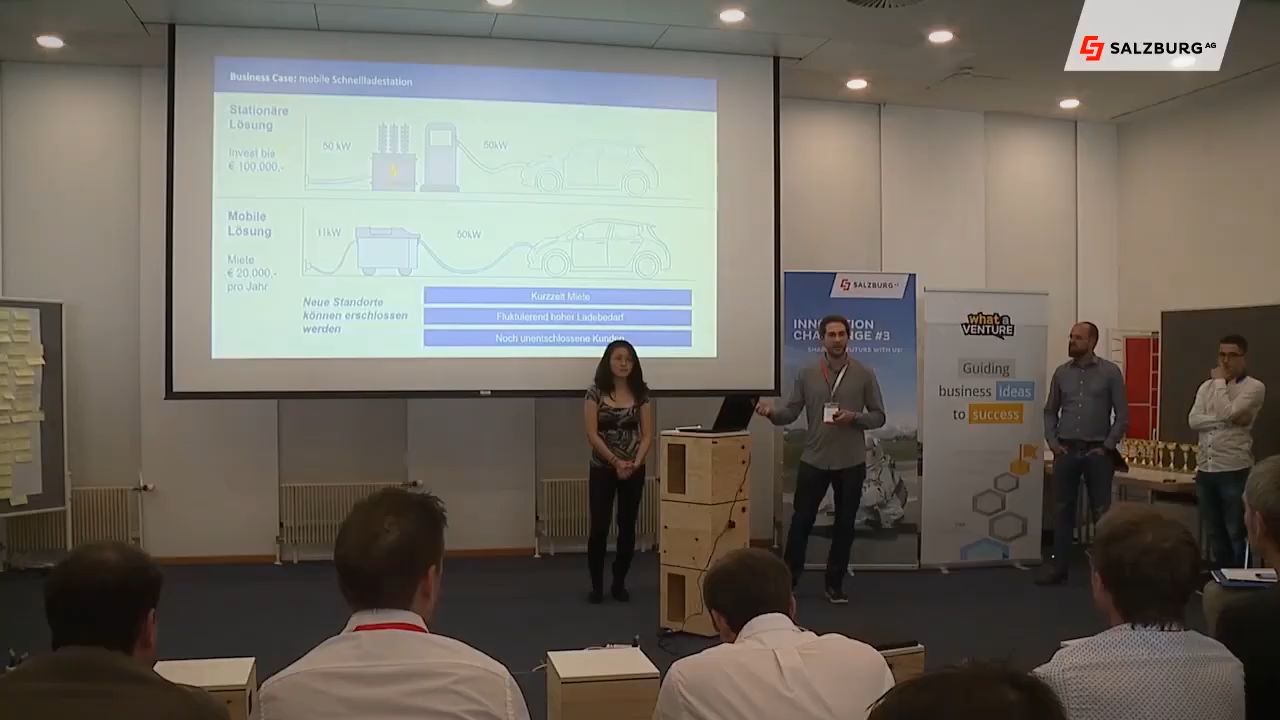 SALZBURG AG
Business Case: mobile Schnellladestation
Stationäre
Lösung
Invest bis
€ 100.000,-
50 kW
50kW
Mobile
Lösung
Miete
€ 20.000,-
pro Jahr
11kW
50kW
Neue Standorte
können erschlossen
werden
Kurzzeit Miete
Fluktuierend hoher Ladebedarf
Noch unentschlossene Kunden
SALZBURG AG
INNOVATION
CHALLENGE #3
what a
VENTURE
Guiding
business ideas
to success